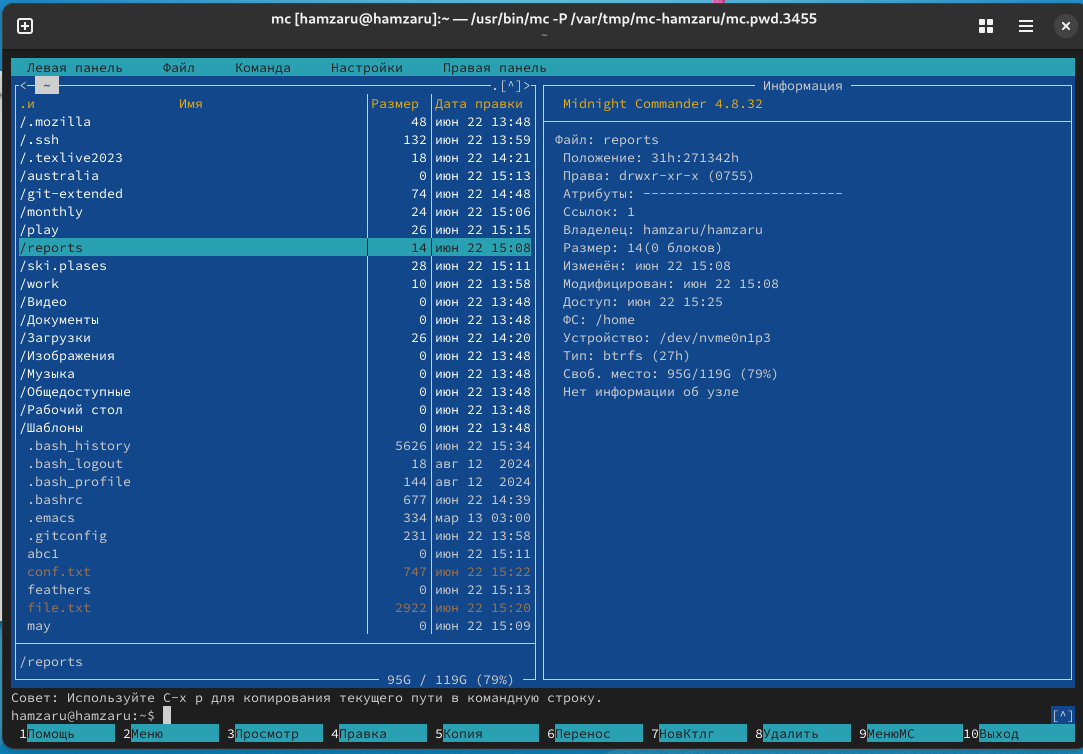 mc [hamzaru@hamzaru]:~ — /usr/bin/mc -P /var/tmp/mc-hamzaru/mc.pwd.3455
~
Левая панель Файл Команда Настройки Правая панель
<─ ~ .[^]>
.и Имя Размер Дата правки
/.mozilla 48 июн 22 13:48
/.ssh 132 июн 22 13:59
/.texlive2023 18 июн 22 14:21
/australia 0 июн 22 15:13
/git-extended 74 июн 22 14:48
/monthly 24 июн 22 15:06
/play 26 июн 22 15:15
/reports 14 июн 22 15:08
/ski.plases 28 июн 22 15:11
/work 10 июн 22 13:58
/Видео 0 июн 22 13:48
/Документы 0 июн 22 13:48
/Загрузки 26 июн 22 14:20
/Изображения 0 июн 22 13:48
/Музыка 0 июн 22 13:48
/Общедоступные 0 июн 22 13:48
/Рабочий стол 0 июн 22 13:48
/Шаблоны 0 июн 22 13:48
.bash_history 5626 июн 22 15:34
.bash_logout 18 авг 12 2024
.bash_profile 144 авг 12 2024
.bashrc 677 июн 22 14:39
.emacs 334 мар 13 03:00
.gitconfig 231 июн 22 13:58
abc1 0 июн 22 15:11
conf.txt 747 июн 22 15:22
feathers 0 июн 22 15:13
file.txt 2922 июн 22 15:20
may 0 июн 22 15:09
/reports
95G / 119G (79%)
Информация
Midnight Commander 4.8.32
Файл: reports
Положение: 31h:271342h
Права: drwxr-xr-x (0755)
Атрибуты: -------------------------
Ссылок: 1
Владелец: hamzaru/hamzaru
Размер: 14(0 блоков)
Изменён: июн 22 15:08
Модифицирован: июн 22 15:08
Доступ: июн 22 15:25
ФС: /home
Устройство: /dev/nvme0n1p3
Тип: btrfs (27h)
Своб. место: 95G/119G (79%)
Нет информации об узле
Совет: Используйте C-x p для копирования текущего пути в командную строку.
hamzaru@hamzaru:~$ [^]
1Помощь 2Меню 3Просмотр 4Правка 5Копия 6Перенос 7НовКтлг 8Удалить 9МенюMC 10Выход